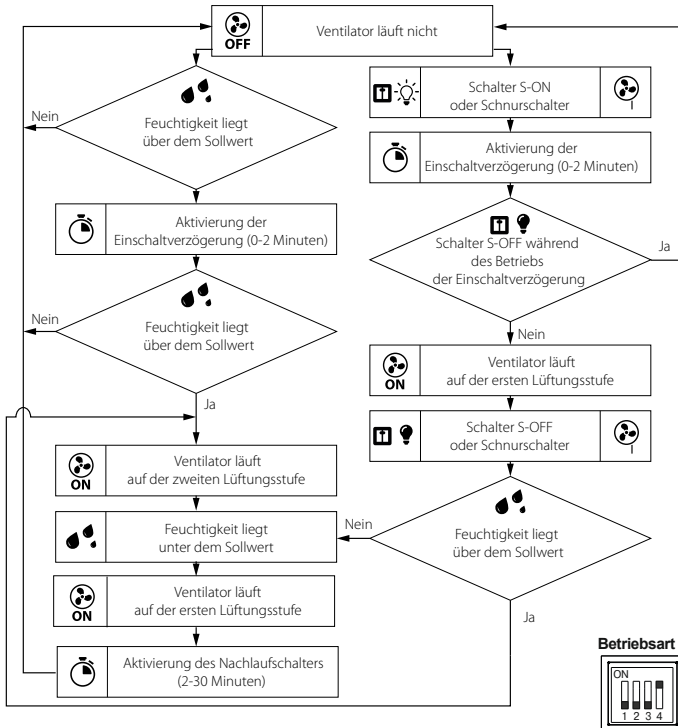 OFF
Ventilator läuft nicht
Nein
Feuchtigkeit liegt
über dem Sollwert
Aktivierung der
Einschaltverzögerung (0-2 Minuten)
Nein
Feuchtigkeit liegt
über dem Sollwert
Ja
ON
Ventilator läuft
auf der zweiten Lüftungsstufe
Feuchtigkeit liegt
unter dem Sollwert
ON
Ventilator läuft
auf der ersten Lüftungsstufe
Aktivierung des Nachlaufschalters
(2-30 Minuten)
Schalter S-ON
oder Schnurschalter
Aktivierung der
Einschaltverzögerung (0-2 Minuten)
Schalter S-OFF während
des Betriebs
der Einschaltverzögerung
Ja
Nein
ON
Ventilator läuft
auf der ersten Lüftungsstufe
Schalter S-OFF
oder Schnurschalter
Nein
Feuchtigkeit liegt
über dem Sollwert
Ja
Betriebsart
ON
1 2 3 4